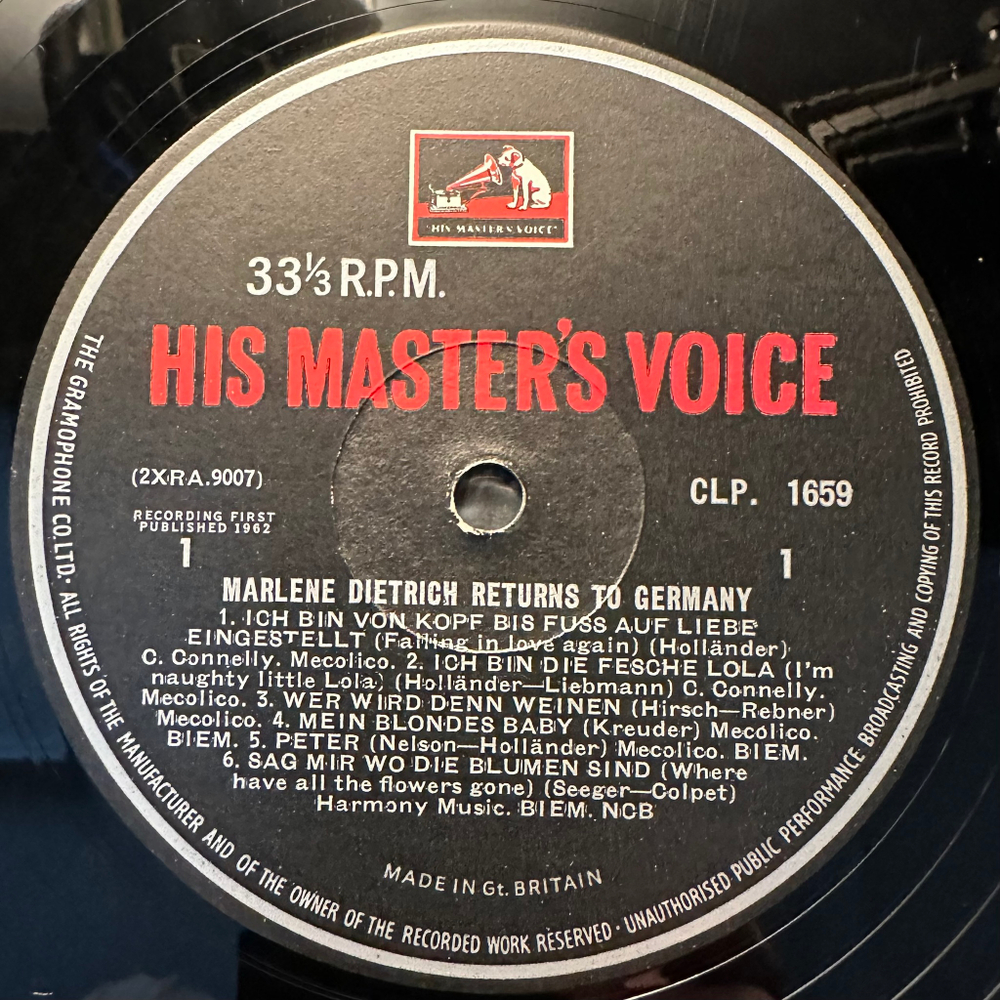 "HIS MASTER'S VOICE"
33⅓ R.P.M.
HIS MASTER'S VOICE
(2XRA.9007)
CLP. 1659
RECORDING FIRST
PUBLISHED 1962
1
1
MARLENE DIETRICH RETURNS TO GERMANY
1. ICH BIN VON KOPF BIS FUSS AUF LIEBE
EINGESTELLT (Falling in love again) (Holländer)
C. Connelly. Mecolico. 2. ICH BIN DIE FESCHE LOLA (I'm
naughty little Lola) (Holländer—Liebmann) C. Connelly.
Mecolico. 3. WER WIRD DENN WEINEN (Hirsch—Rebner)
Mecolico. 4. MEIN BLONDES BABY (Kreuder) Mecolico.
BIEM. 5. PETER (Nelson—Holländer) Mecolico. BIEM.
6. SAG MIR WO DIE BLUMEN SIND (Where
have all the flowers gone) (Seeger—Colpet)
Harmony Music. BIEM. NCB
MADE IN Gt. BRITAIN
THE GRAMOPHONE CO. LTD. · ALL RIGHTS OF THE MANUFACTURER AND OF THE OWNER OF THE RECORDED WORK RESERVED · UNAUTHORISED PUBLIC PERFORMANCE BROADCASTING AND COPYING OF THIS RECORD PROHIBITED